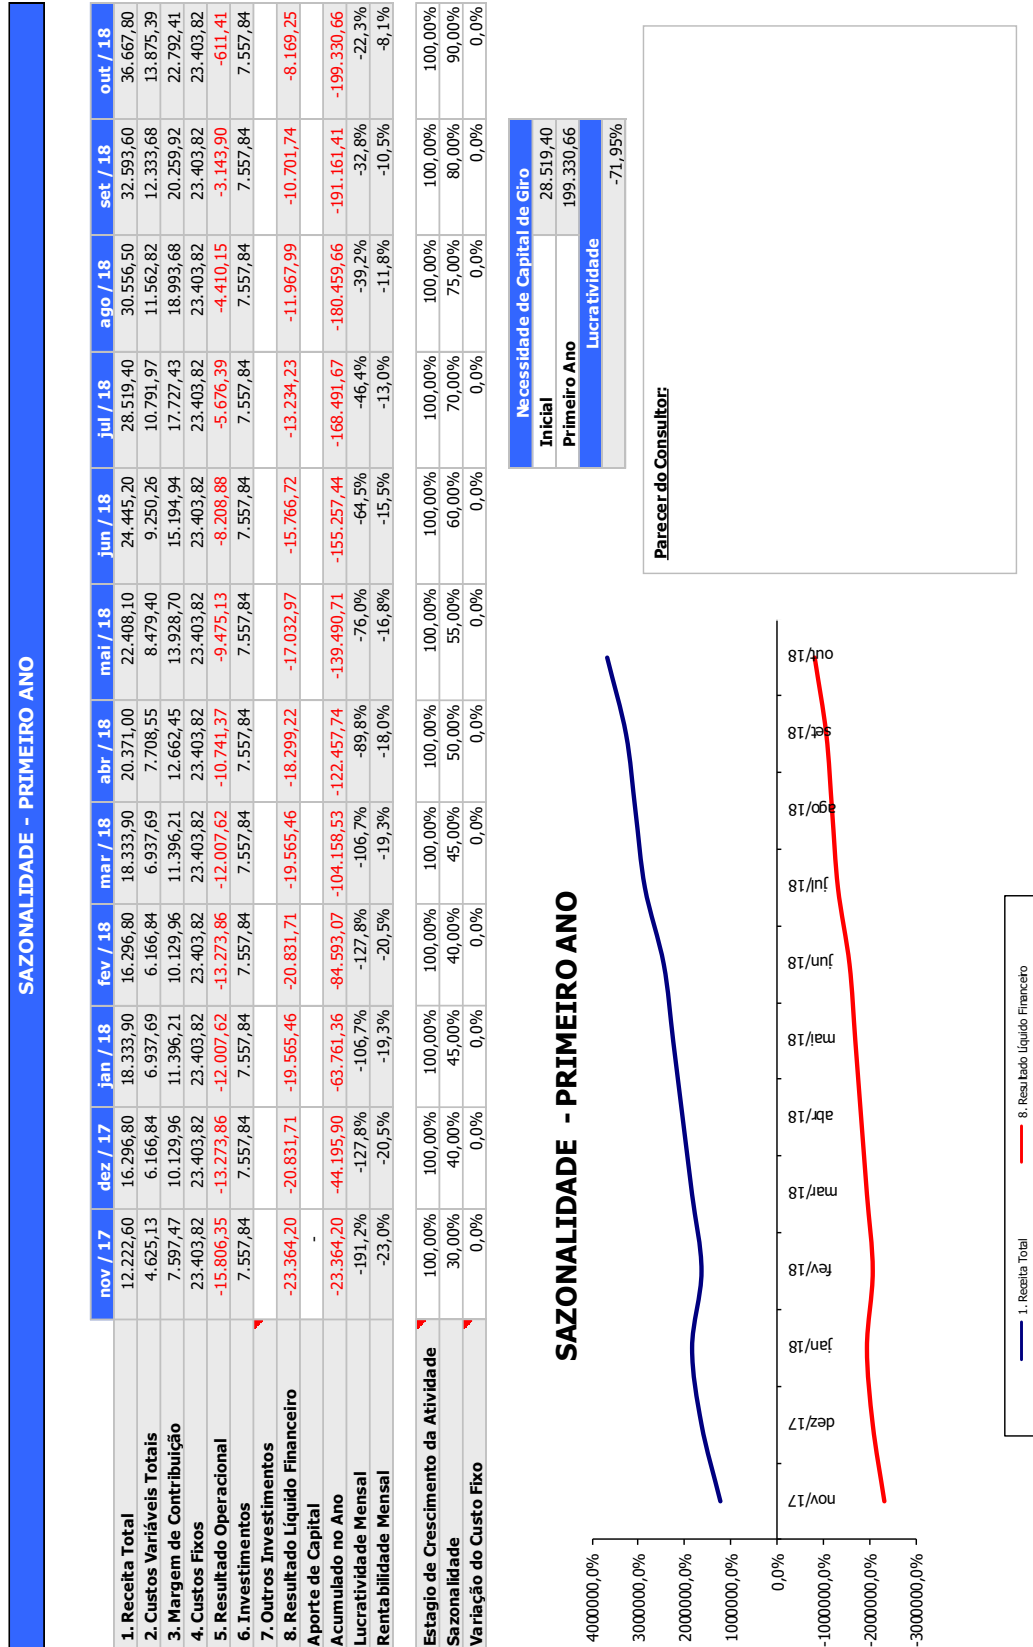 SAZONALIDADE - PRIMEIRO ANO
nov / 17 dez / 17 jan / 18 fev / 18 mar / 18 abr / 18 mai / 18 jun / 18 jul / 18 ago / 18 set / 18 out / 18
1. Receita Total 12.222,60 16.296,80 18.333,90 16.296,80 18.333,90 20.371,00 22.408,10 24.445,20 28.519,40 30.556,50 32.593,60 36.667,80
2. Custos Variáveis Totais 4.625,13 6.166,84 6.937,69 6.166,84 6.937,69 7.708,55 8.479,40 9.250,26 10.791,97 11.562,82 12.333,68 13.875,39
3. Margem de Contribuição 7.597,47 10.129,96 11.396,21 10.129,96 11.396,21 12.662,45 13.928,70 15.194,94 17.727,43 18.993,68 20.259,92 22.792,41
4. Custos Fixos 23.403,82 23.403,82 23.403,82 23.403,82 23.403,82 23.403,82 23.403,82 23.403,82 23.403,82 23.403,82 23.403,82 23.403,82
5. Resultado Operacional -15.806,35 -13.273,86 -12.007,62 -13.273,86 -12.007,62 -10.741,37 -9.475,13 -8.208,88 -5.676,39 -4.410,15 -3.143,90 -611,41
6. Investimentos 7.557,84 7.557,84 7.557,84 7.557,84 7.557,84 7.557,84 7.557,84 7.557,84 7.557,84 7.557,84 7.557,84 7.557,84
7. Outros Investimentos
8. Resultado Líquido Financeiro -23.364,20 -20.831,71 -19.565,46 -20.831,71 -19.565,46 -18.299,22 -17.032,97 -15.766,72 -13.234,23 -11.967,99 -10.701,74 -8.169,25
Aporte de Capital -
Acumulado no Ano -23.364,20 -44.195,90 -63.761,36 -84.593,07 -104.158,53 -122.457,74 -139.490,71 -155.257,44 -168.491,67 -180.459,66 -191.161,41 -199.330,66
Lucratividade Mensal -191,2% -127,8% -106,7% -127,8% -106,7% -89,8% -76,0% -64,5% -46,4% -39,2% -32,8% -22,3%
Rentabilidade Mensal -23,0% -20,5% -19,3% -20,5% -19,3% -18,0% -16,8% -15,5% -13,0% -11,8% -10,5% -8,1%
Estagio de Crescimento da Atividade 100,00% 100,00% 100,00% 100,00% 100,00% 100,00% 100,00% 100,00% 100,00% 100,00% 100,00% 100,00%
Sazonalidade 30,00% 40,00% 45,00% 40,00% 45,00% 50,00% 55,00% 60,00% 70,00% 75,00% 80,00% 90,00%
Variação do Custo Fixo 0,0% 0,0% 0,0% 0,0% 0,0% 0,0% 0,0% 0,0% 0,0% 0,0% 0,0% 0,0%
Necessidade de Capital de Giro
Inicial 28.519,40
Primeiro Ano 199.330,66
Lucratividade
-71,95%
SAZONALIDADE - PRIMEIRO ANO
4000000,0%
3000000,0%
2000000,0%
1000000,0%
0,0%
-1000000,0%
-2000000,0%
-3000000,0%
nov/17 dez/17 jan/18 fev/18 mar/18 abr/18 mai/18 jun/18 jul/18 ago/18 set/18 out/18
1. Receita Total 8. Resultado Líquido Financeiro
Parecer do Consultor: